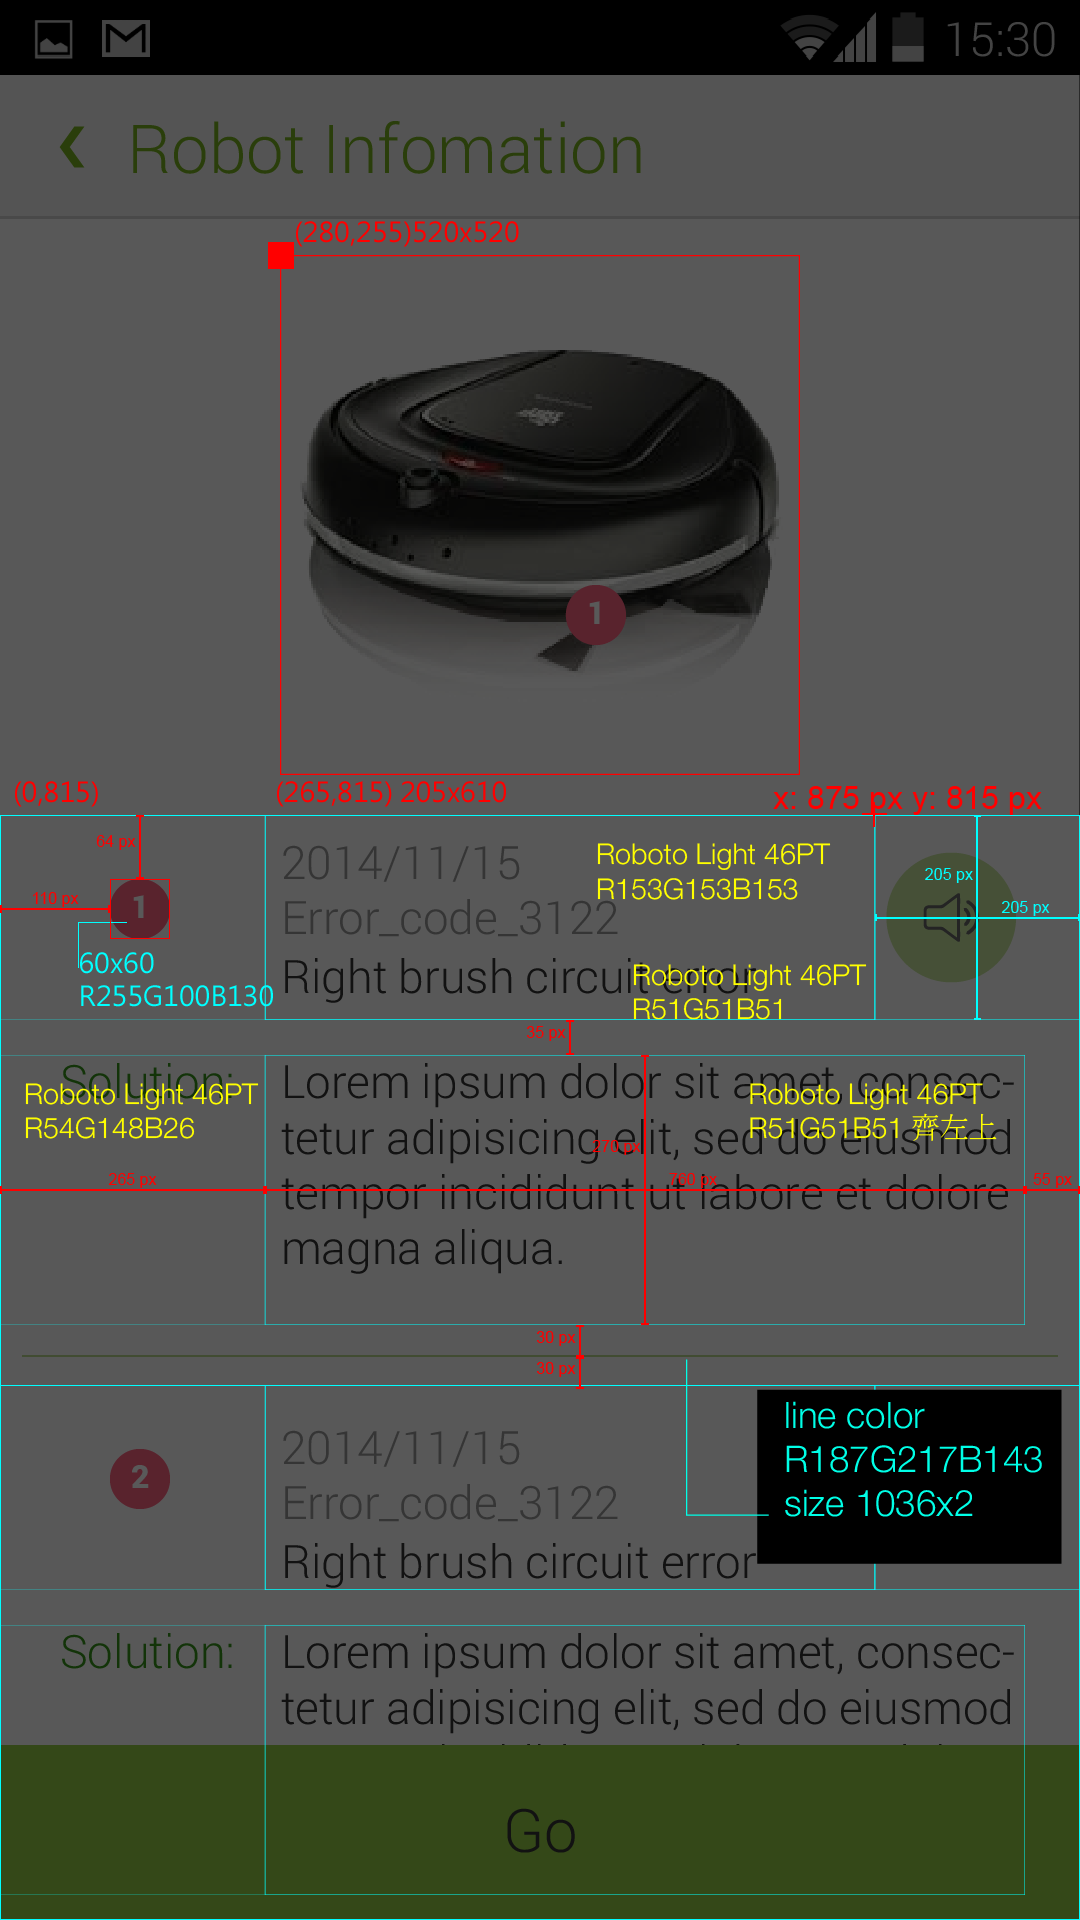 15:30
Robot Infomation
(280,255)520x520
1
(0,815)
(265,815) 205x610
x: 875 px y: 815 px
64 px
110 px
1
60x60
R255G100B130
2014/11/15
Error_code_3122
Right brush circuit error
Roboto Light 46PT
R153G153B153
Roboto Light 46PT
R51G51B51
205 px
205 px
35 px
Solution:
Roboto Light 46PT
R54G148B26
Lorem ipsum dolor sit amet, consec-
tetur adipisicing elit, sed do eiusmod
tempor incididunt ut labore et dolore
magna aliqua.
Roboto Light 46PT
R51G51B51 齊左上
270 px
265 px
760 px
55 px
30 px
30 px
line color
R187G217B143
size 1036x2
2
2014/11/15
Error_code_3122
Right brush circuit error
Solution:
Lorem ipsum dolor sit amet, consec-
tetur adipisicing elit, sed do eiusmod
Go